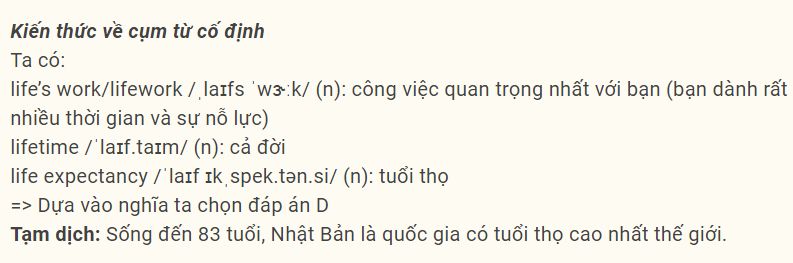 Kiến thức về cụm từ cố định
Ta có:
life’s work/lifework /ˌlaɪfs ˈwɝːk/ (n): công việc quan trọng nhất với bạn (bạn dành rất
nhiều thời gian và sự nỗ lực)
lifetime /ˈlaɪf.taɪm/ (n): cả đời
life expectancy /ˈlaɪf ɪkˌspek.tən.si/ (n): tuổi thọ
=> Dựa vào nghĩa ta chọn đáp án D
Tạm dịch: Sống đến 83 tuổi, Nhật Bản là quốc gia có tuổi thọ cao nhất thế giới.